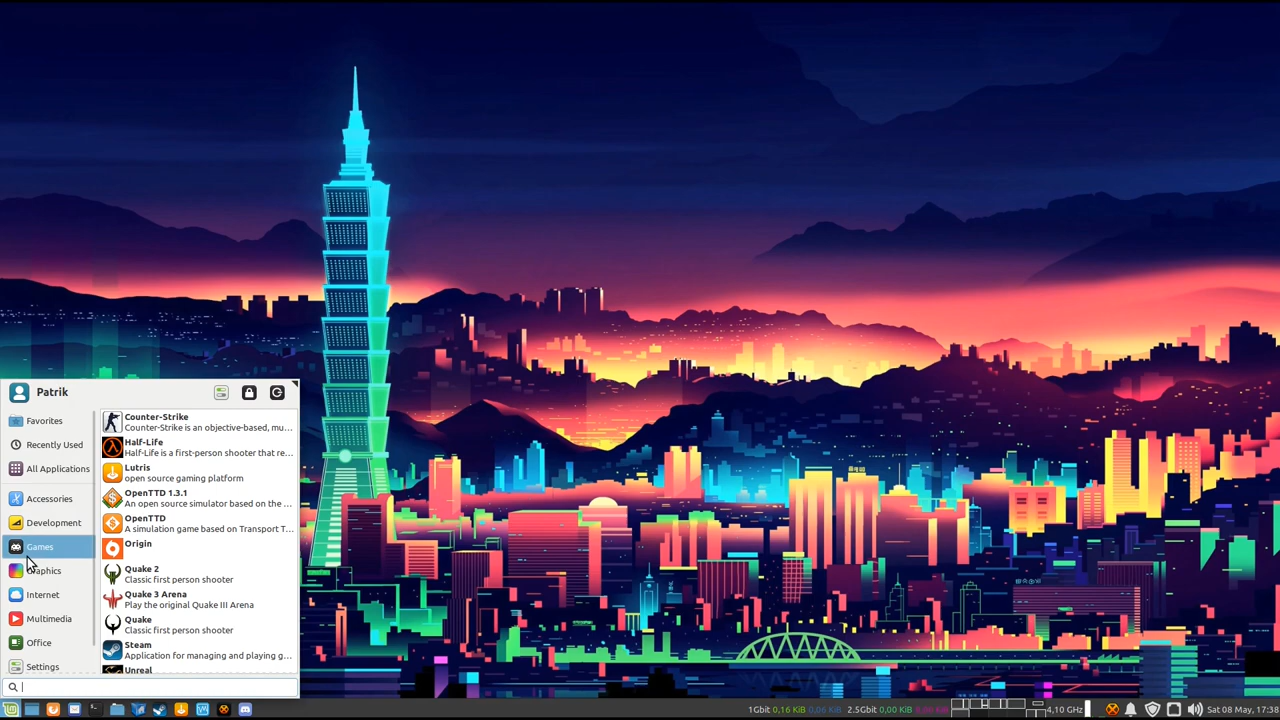 Patrik
Favorites
Recently Used
All Applications
Accessories
Development
Games
Graphics
Internet
Multimedia
Office
Settings
Counter-Strike
Counter-Strike is an objective-based, mu...
Half-Life
Half-Life is a first-person shooter that re...
Lutris
open source gaming platform
OpenTTD 1.3.1
An open source simulator based on the ...
OpenTTD
A simulation game based on Transport T...
Origin
Quake 2
Classic first person shooter
Quake 3 Arena
Play the original Quake III Arena
Quake
Classic first person shooter
Steam
Application for managing and playing g...
Unreal
1Gbit 0,16 KiB 0,06 KiB 2.5Gbit 0,00 KiB 4,10 GHz Sat 08 May, 17:38